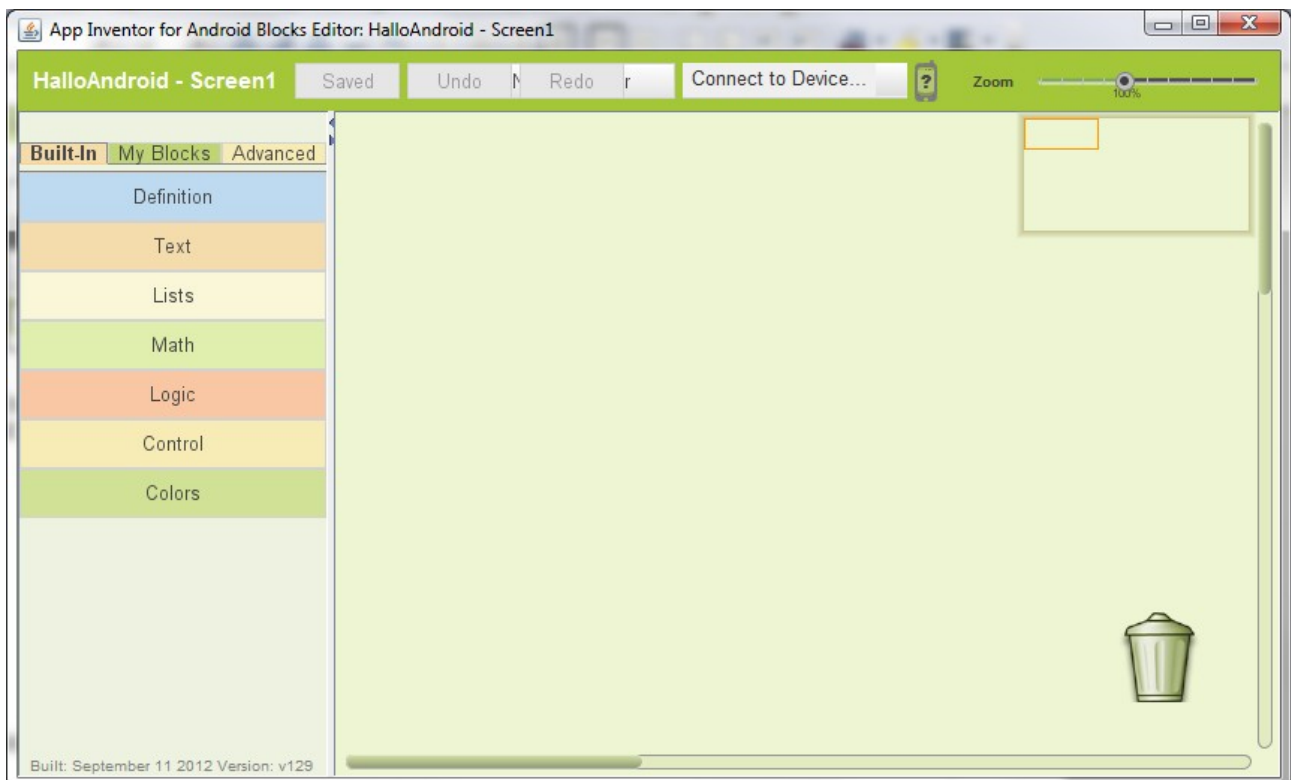 App Inventor for Android Blocks Editor: HalloAndroid - Screen1
HalloAndroid - Screen1 Saved Undo Redo r Connect to Device... ? Zoom
100%
Built-In My Blocks Advanced
Definition
Text
Lists
Math
Logic
Control
Colors
Built: September 11 2012 Version: v129